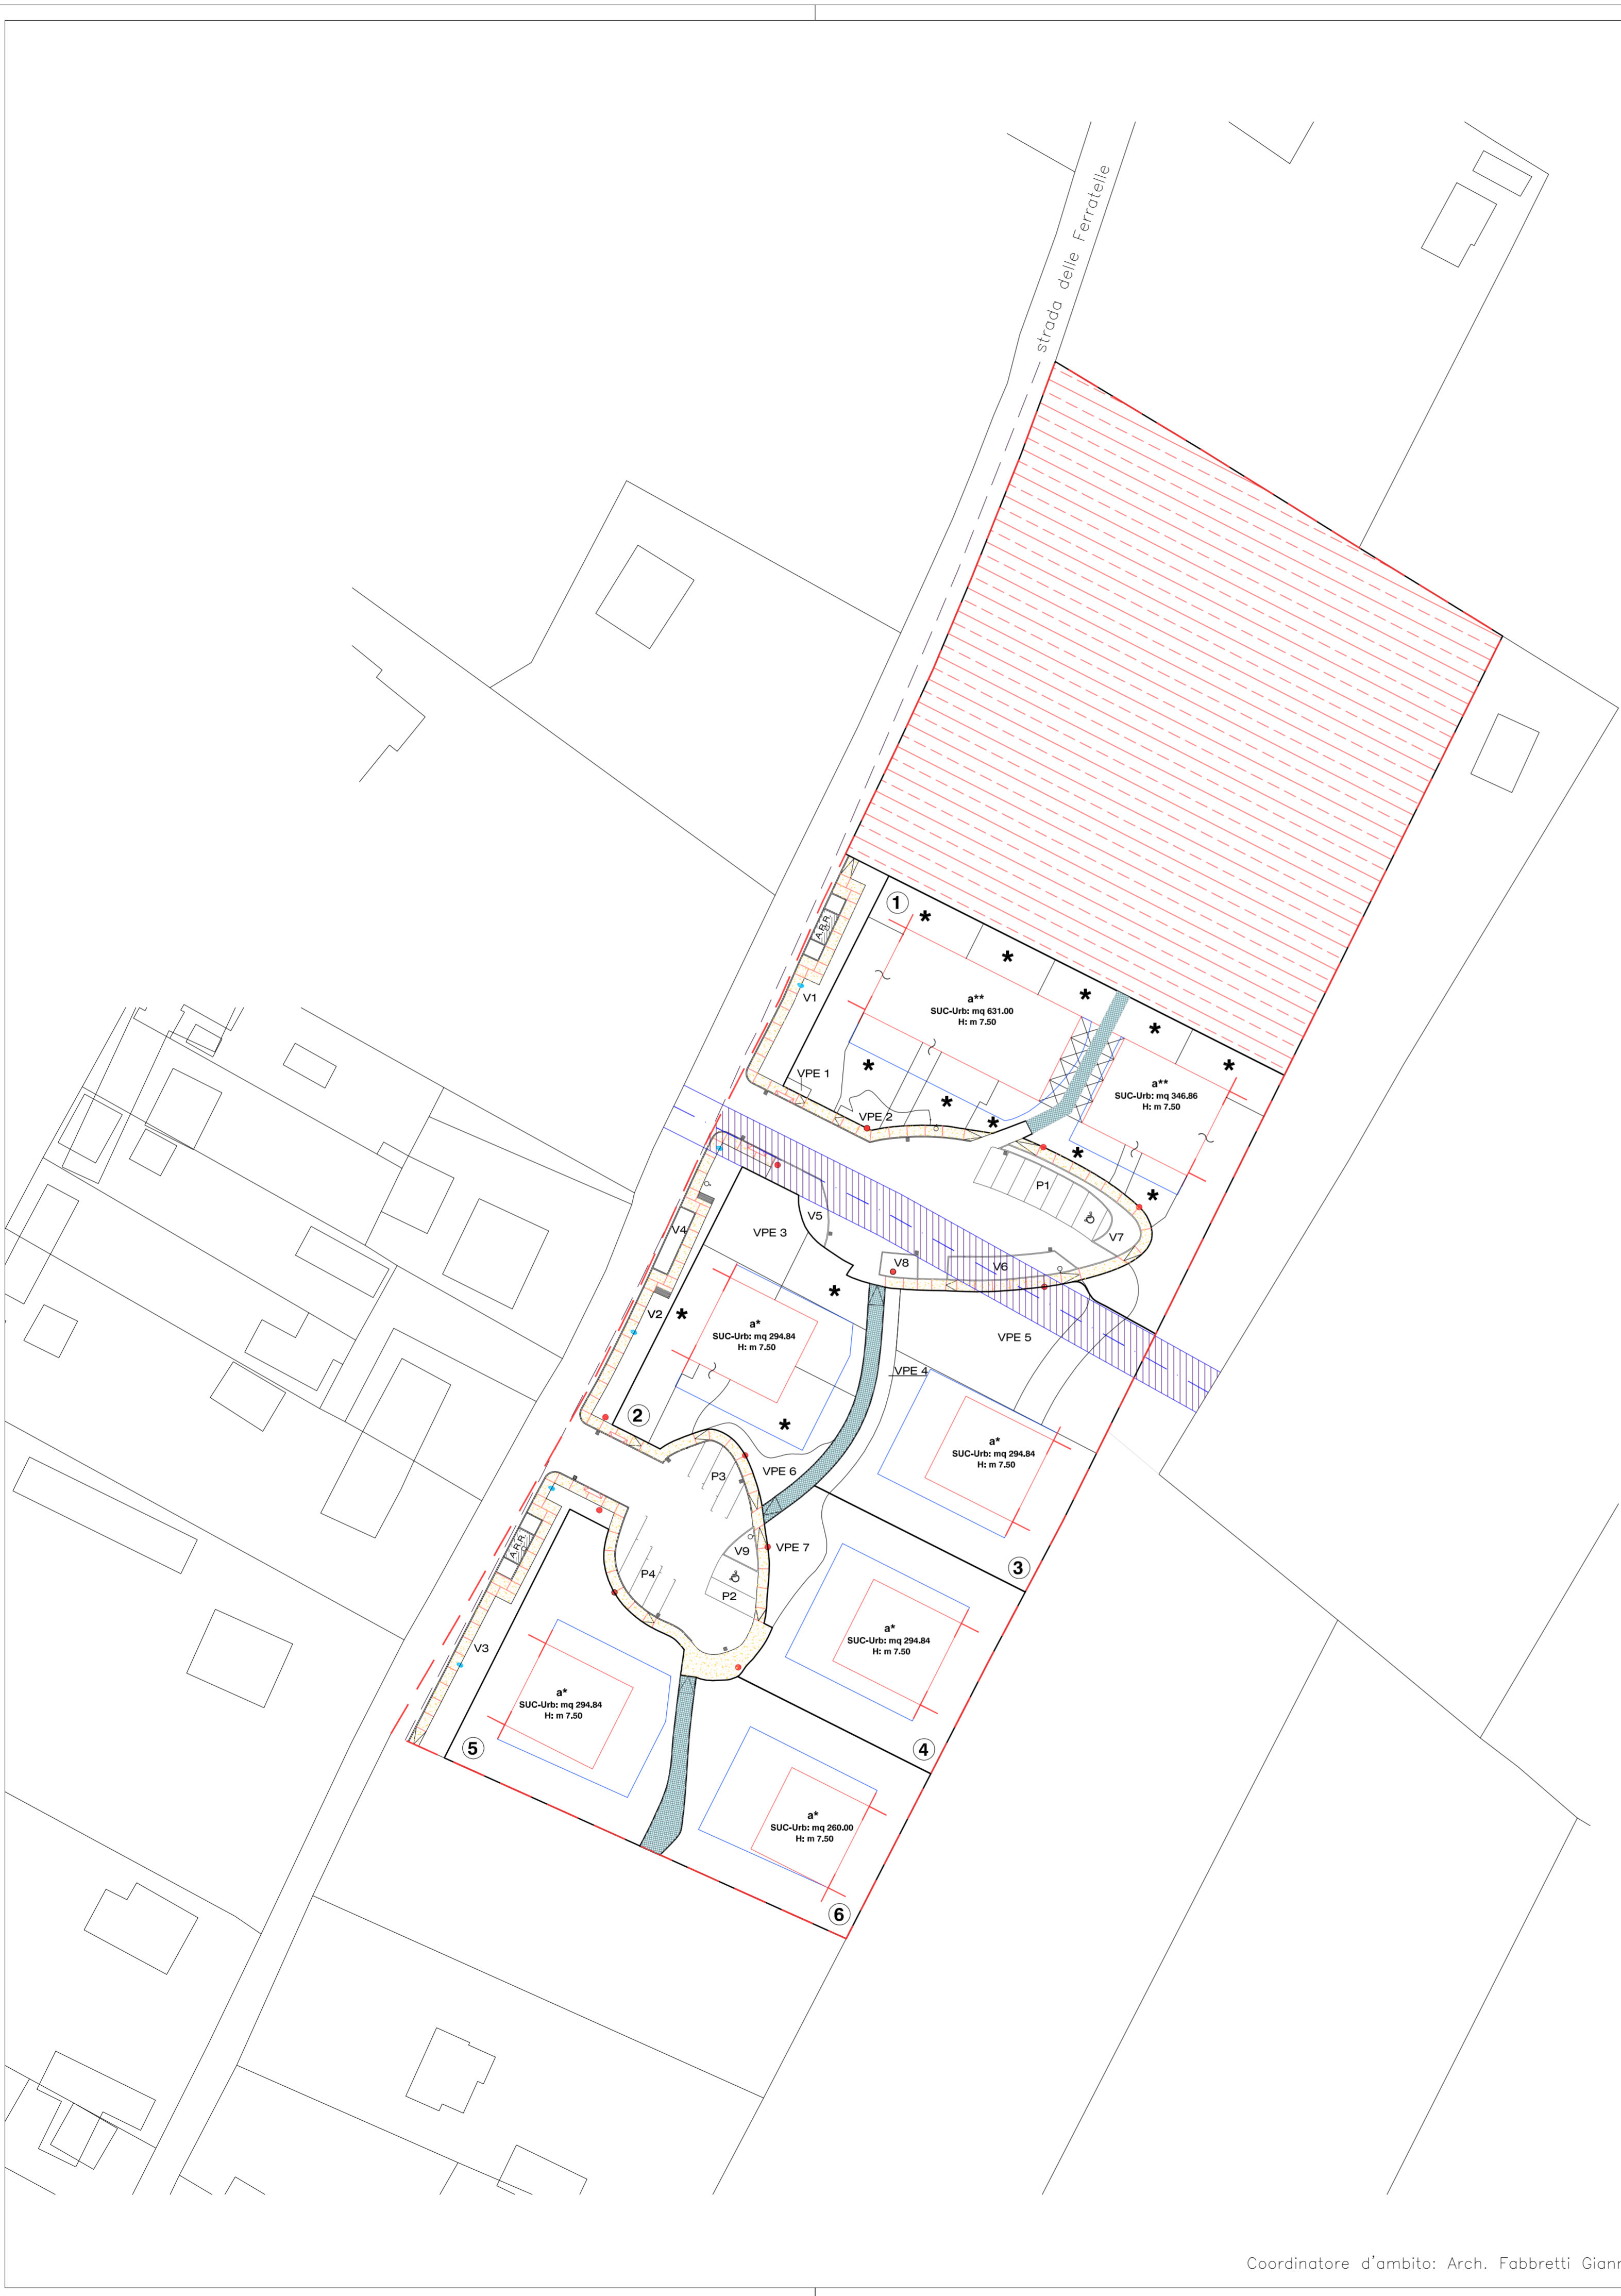 strada delle Ferratelle
1
A.R.R.
V1
a**
SUC-Urb: mq 631.00
H: m 7.50
a**
SUC-Urb: mq 346.86
H: m 7.50
VPE 1
VPE 2
P1
V5
VPE 3
V7
V4
V8
V6
V2
a*
SUC-Urb: mq 294.84
H: m 7.50
VPE 5
VPE 4
2
a*
SUC-Urb: mq 294.84
H: m 7.50
P3
VPE 6
A.R.R.
V9
VPE 7
3
P4
P2
V3
a*
SUC-Urb: mq 294.84
H: m 7.50
a*
SUC-Urb: mq 294.84
H: m 7.50
5
4
a*
SUC-Urb: mq 260.00
H: m 7.50
6
Coordinatore d'ambito: Arch. Fabbretti Giann